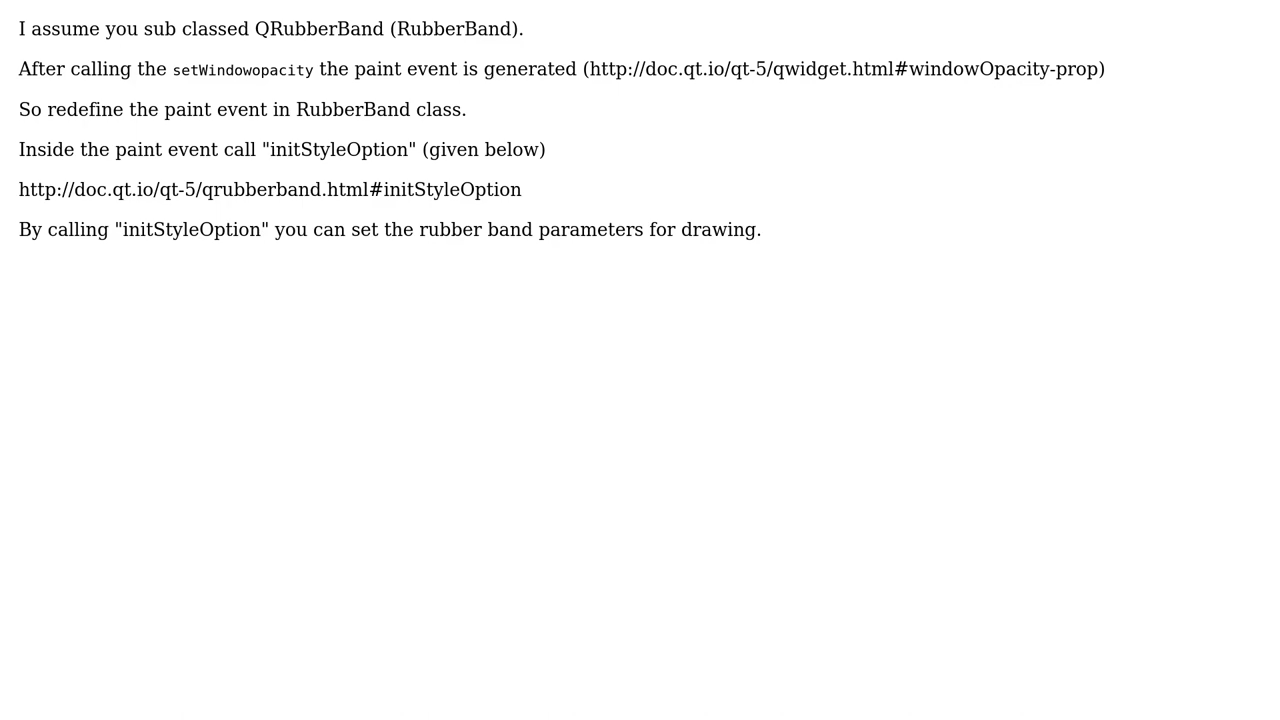 I assume you sub classed QRubberBand (RubberBand).
After calling the setWindowopacity the paint event is generated (http://doc.qt.io/qt-5/qwidget.html#windowOpacity-prop)
So redefine the paint event in RubberBand class.
Inside the paint event call "initStyleOption" (given below)
http://doc.qt.io/qt-5/qrubberband.html#initStyleOption
By calling "initStyleOption" you can set the rubber band parameters for drawing.